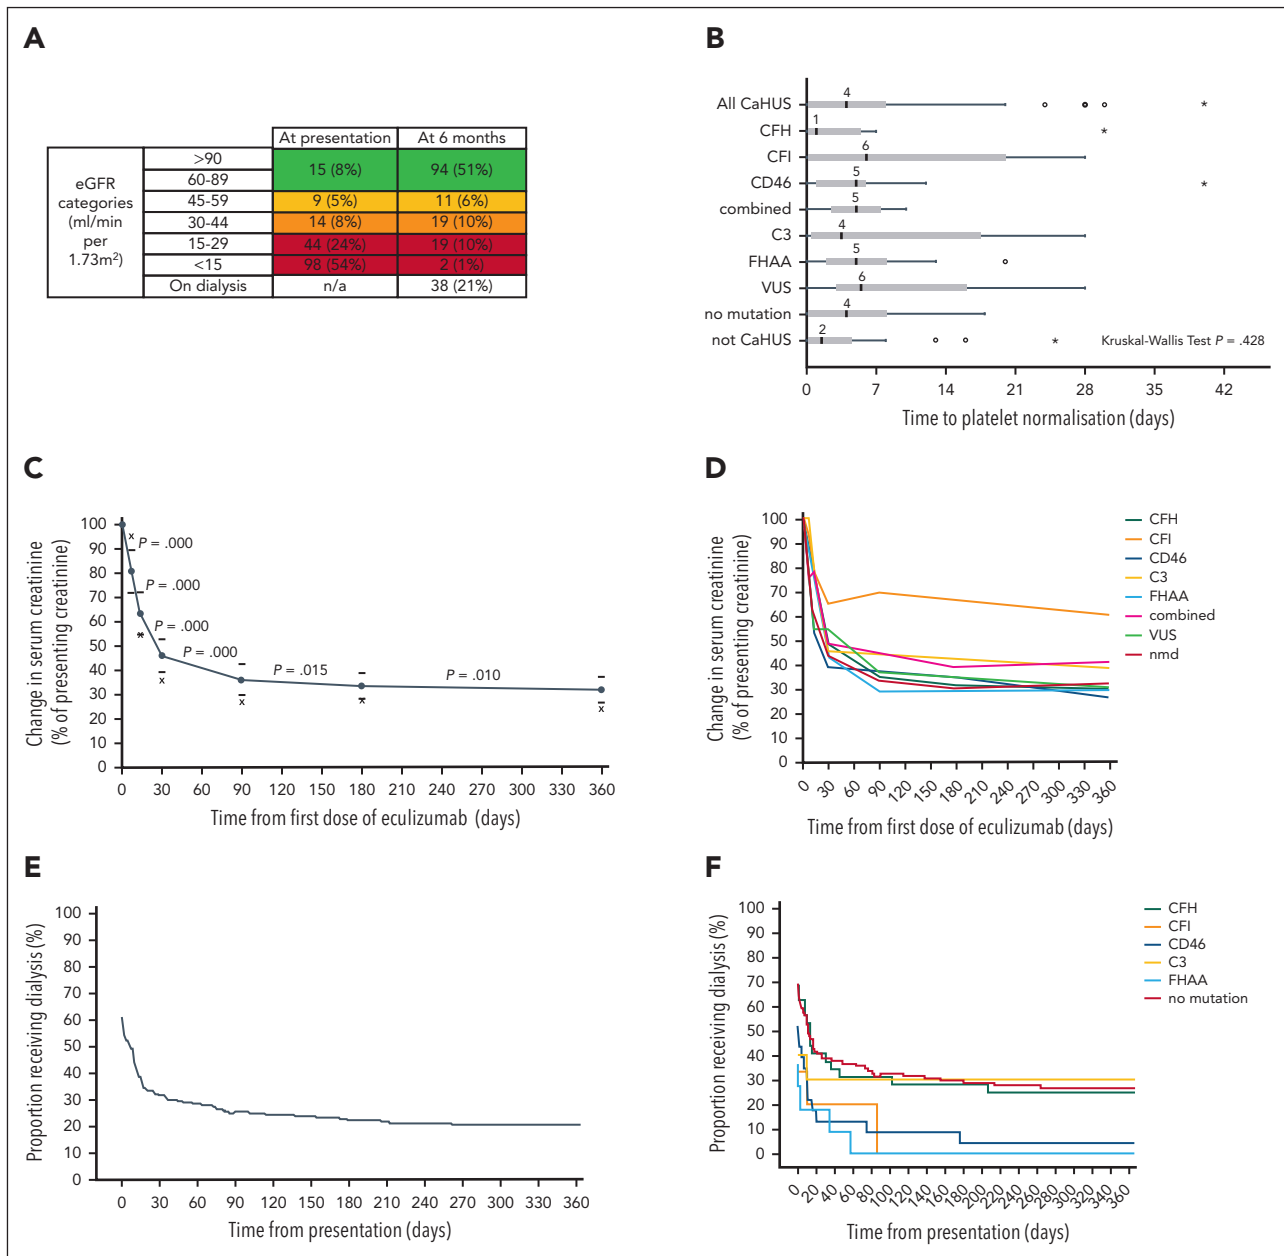 A
At presentation At 6 months
eGFR categories (ml/min per 1.73m²)
>90
60-89
15 (8%) 94 (51%)
45-59 9 (5%) 11 (6%)
30-44 14 (8%) 19 (10%)
15-29 44 (24%) 19 (10%)
<15 98 (54%) 2 (1%)
On dialysis n/a 38 (21%)
B
All CaHUS 4 *
CFH 1 *
CFI 6
CD46 5 *
combined 5
C3 4
FHAA 5
VUS 6
no mutation 4
not CaHUS 2 *
Kruskal-Wallis Test P = .428
0 7 14 21 28 35 42
Time to platelet normalisation (days)
C
Change in serum creatinine
(% of presenting creatinine)
100
90
80
70
60
50
40
30
20
10
0
x
P = .000
P = .000
P = .000
P = .000
P = .015
P = .010
0 30 60 90 120 150 180 210 240 270 300 330 360
Time from first dose of eculizumab (days)
D
Change in serum creatinine
(% of presenting creatinine)
100
90
80
70
60
50
40
30
20
10
0
0 30 60 90 120 150 180 210 240 270 300 330 360
Time from first dose of eculizumab (days)
CFH
CFI
CD46
C3
FHAA
combined
VUS
nmd
E
Proportion receiving dialysis (%)
100
90
80
70
60
50
40
30
20
10
0
0 30 60 90 120 150 180 210 240 270 300 330 360
Time from presentation (days)
F
Proportion receiving dialysis (%)
100
90
80
70
60
50
40
30
20
10
0
0 20 40 60 80 100 120 140 160 180 200 220 240 260 280 300 320 340 360
Time from presentation (days)
CFH
CFI
CD46
C3
FHAA
no mutation